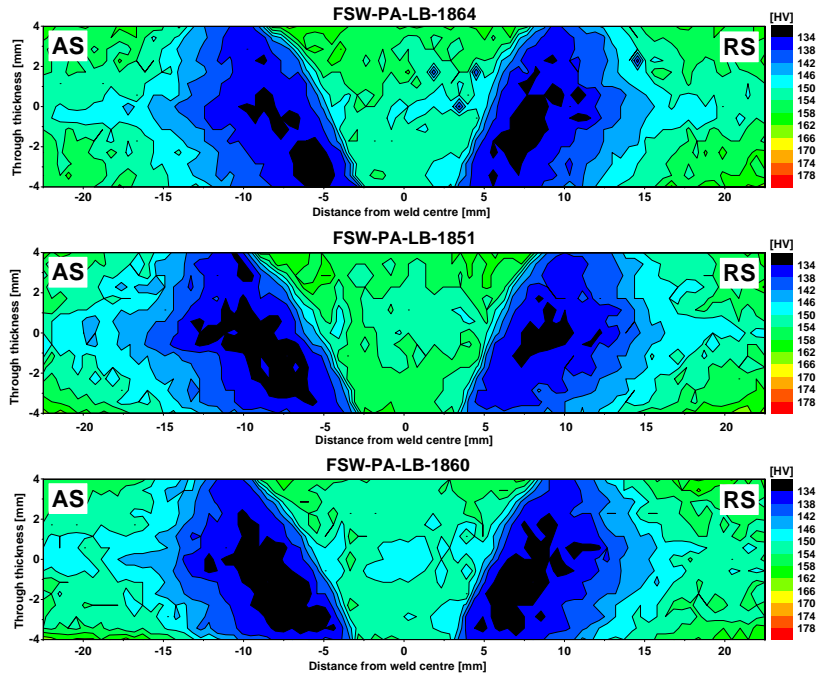 FSW-PA-LB-1864
[HV]
4
2
0
-2
-4
Through thickness [mm]
AS
RS
134
138
142
146
150
154
158
162
166
170
174
178
-20 -15 -10 -5 0 5 10 15 20
Distance from weld centre [mm]
FSW-PA-LB-1851
[HV]
4
2
0
-2
-4
Through thickness [mm]
AS
RS
134
138
142
146
150
154
158
162
166
170
174
178
-20 -15 -10 -5 0 5 10 15 20
Distance from weld centre [mm]
FSW-PA-LB-1860
[HV]
4
2
0
-2
-4
Through thickness [mm]
AS
RS
134
138
142
146
150
154
158
162
166
170
174
178
-20 -15 -10 -5 0 5 10 15 20
Distance from weld centre [mm]